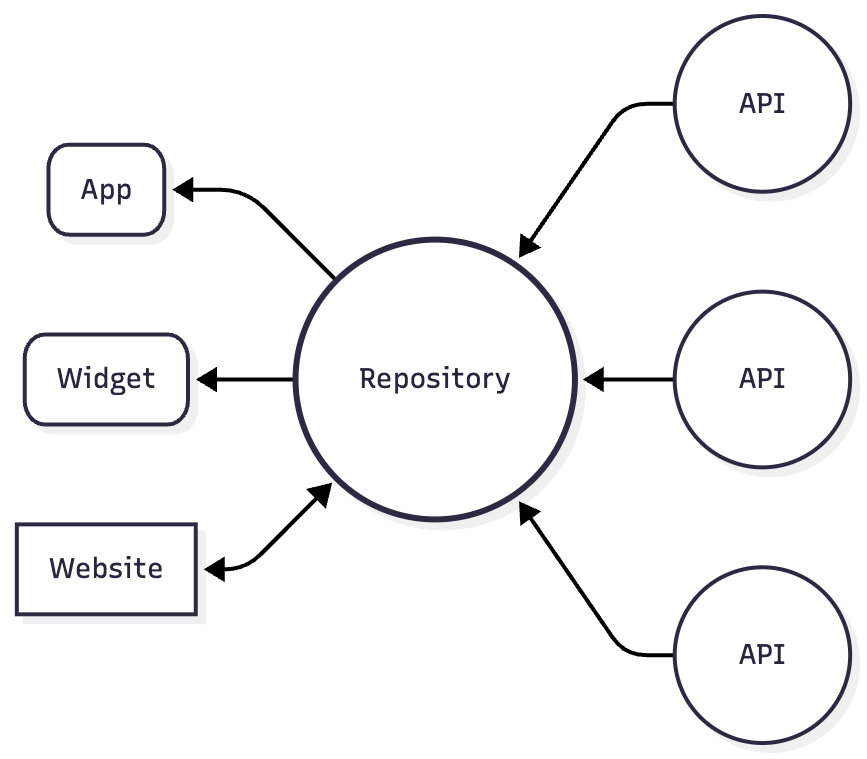 API
App
Repository
API
Widget
Website
API